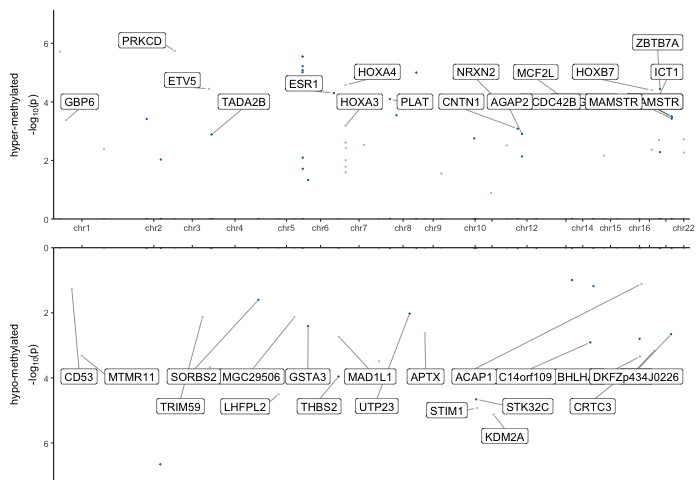 hyper-methylated
-log10(p)
6
4
2
0
PRKCD
ZBTB7A
ETV5
HOXA4
NRXN2
MCF2L
HOXB7
ICT1
GBP6
TADA2B
ESR1
HOXA3
PLAT
CNTN1
AGAP2
CDC42B
MAMSTR
AMSTR
chr1
chr2
chr4
chr5
chr6
chr7
chr8
chr9
chr10
chr12
chr14
chr15
chr16
chr22
hypo-methylated
-log10(p)
0
2
4
6
CD53
MTMR11
SORBS2
MGC29506
GSTA3
MAD1L1
APTX
ACAP1
C14orf109
BHLH
DKFZp434J0226
TRIM59
LHFPL2
THBS2
UTP23
STIM1
STK32C
CRTC3
KDM2A